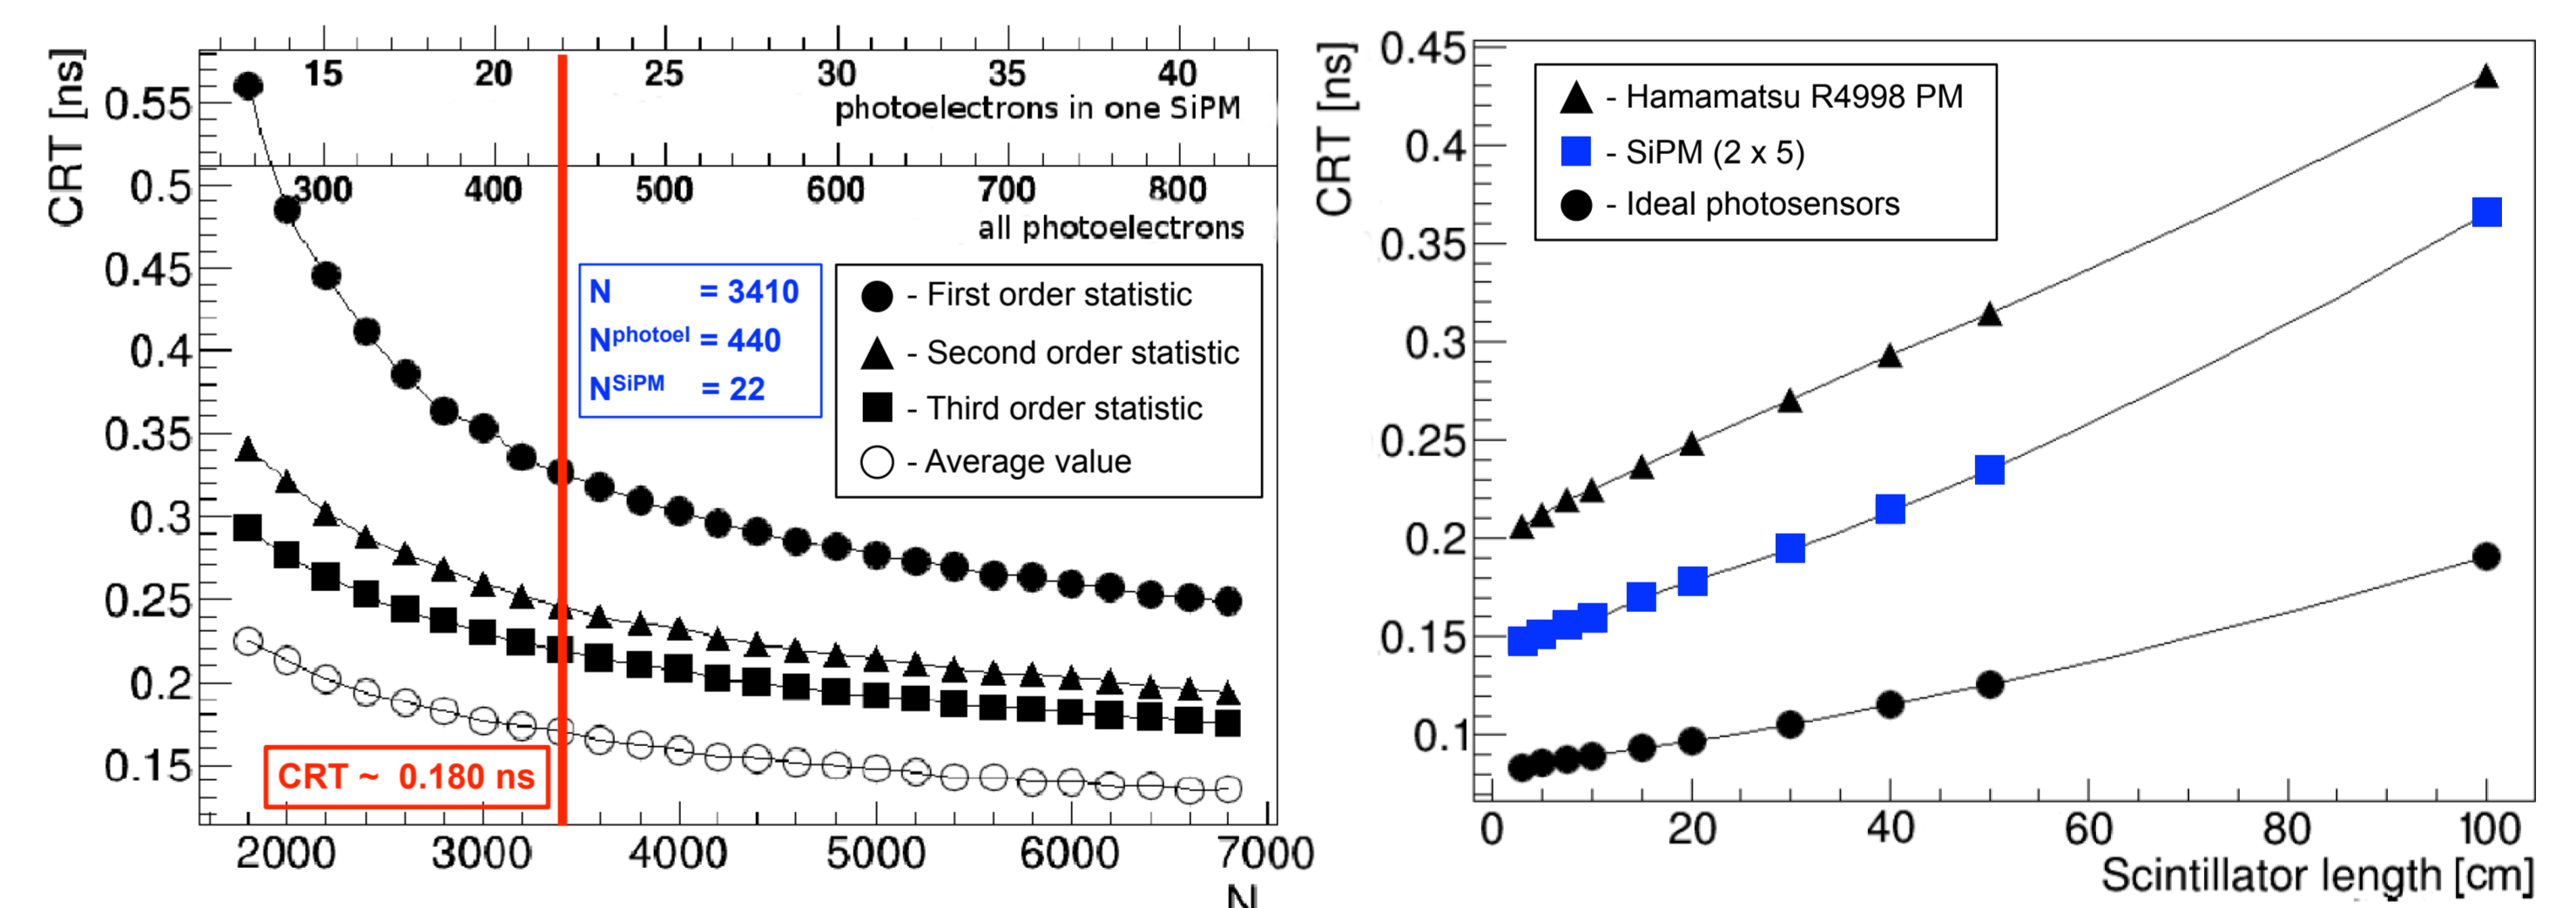 CRT [ns]
0.55
0.5
0.45
0.4
0.35
0.3
0.25
0.2
0.15
15 20 25 30 35 40
photoelectrons in one SiPM
300 400 500 600 700 800
all photoelectrons
N = 3410
Nphotoel = 440
NSiPM = 22
- First order statistic
- Second order statistic
- Third order statistic
- Average value
CRT ~ 0.180 ns
2000 3000 4000 5000 6000 7000
N
CRT [ns]
0.45
0.4
0.35
0.3
0.25
0.2
0.15
0.1
- Hamamatsu R4998 PM
- SiPM (2 x 5)
- Ideal photosensors
0 20 40 60 80 100
Scintillator length [cm]